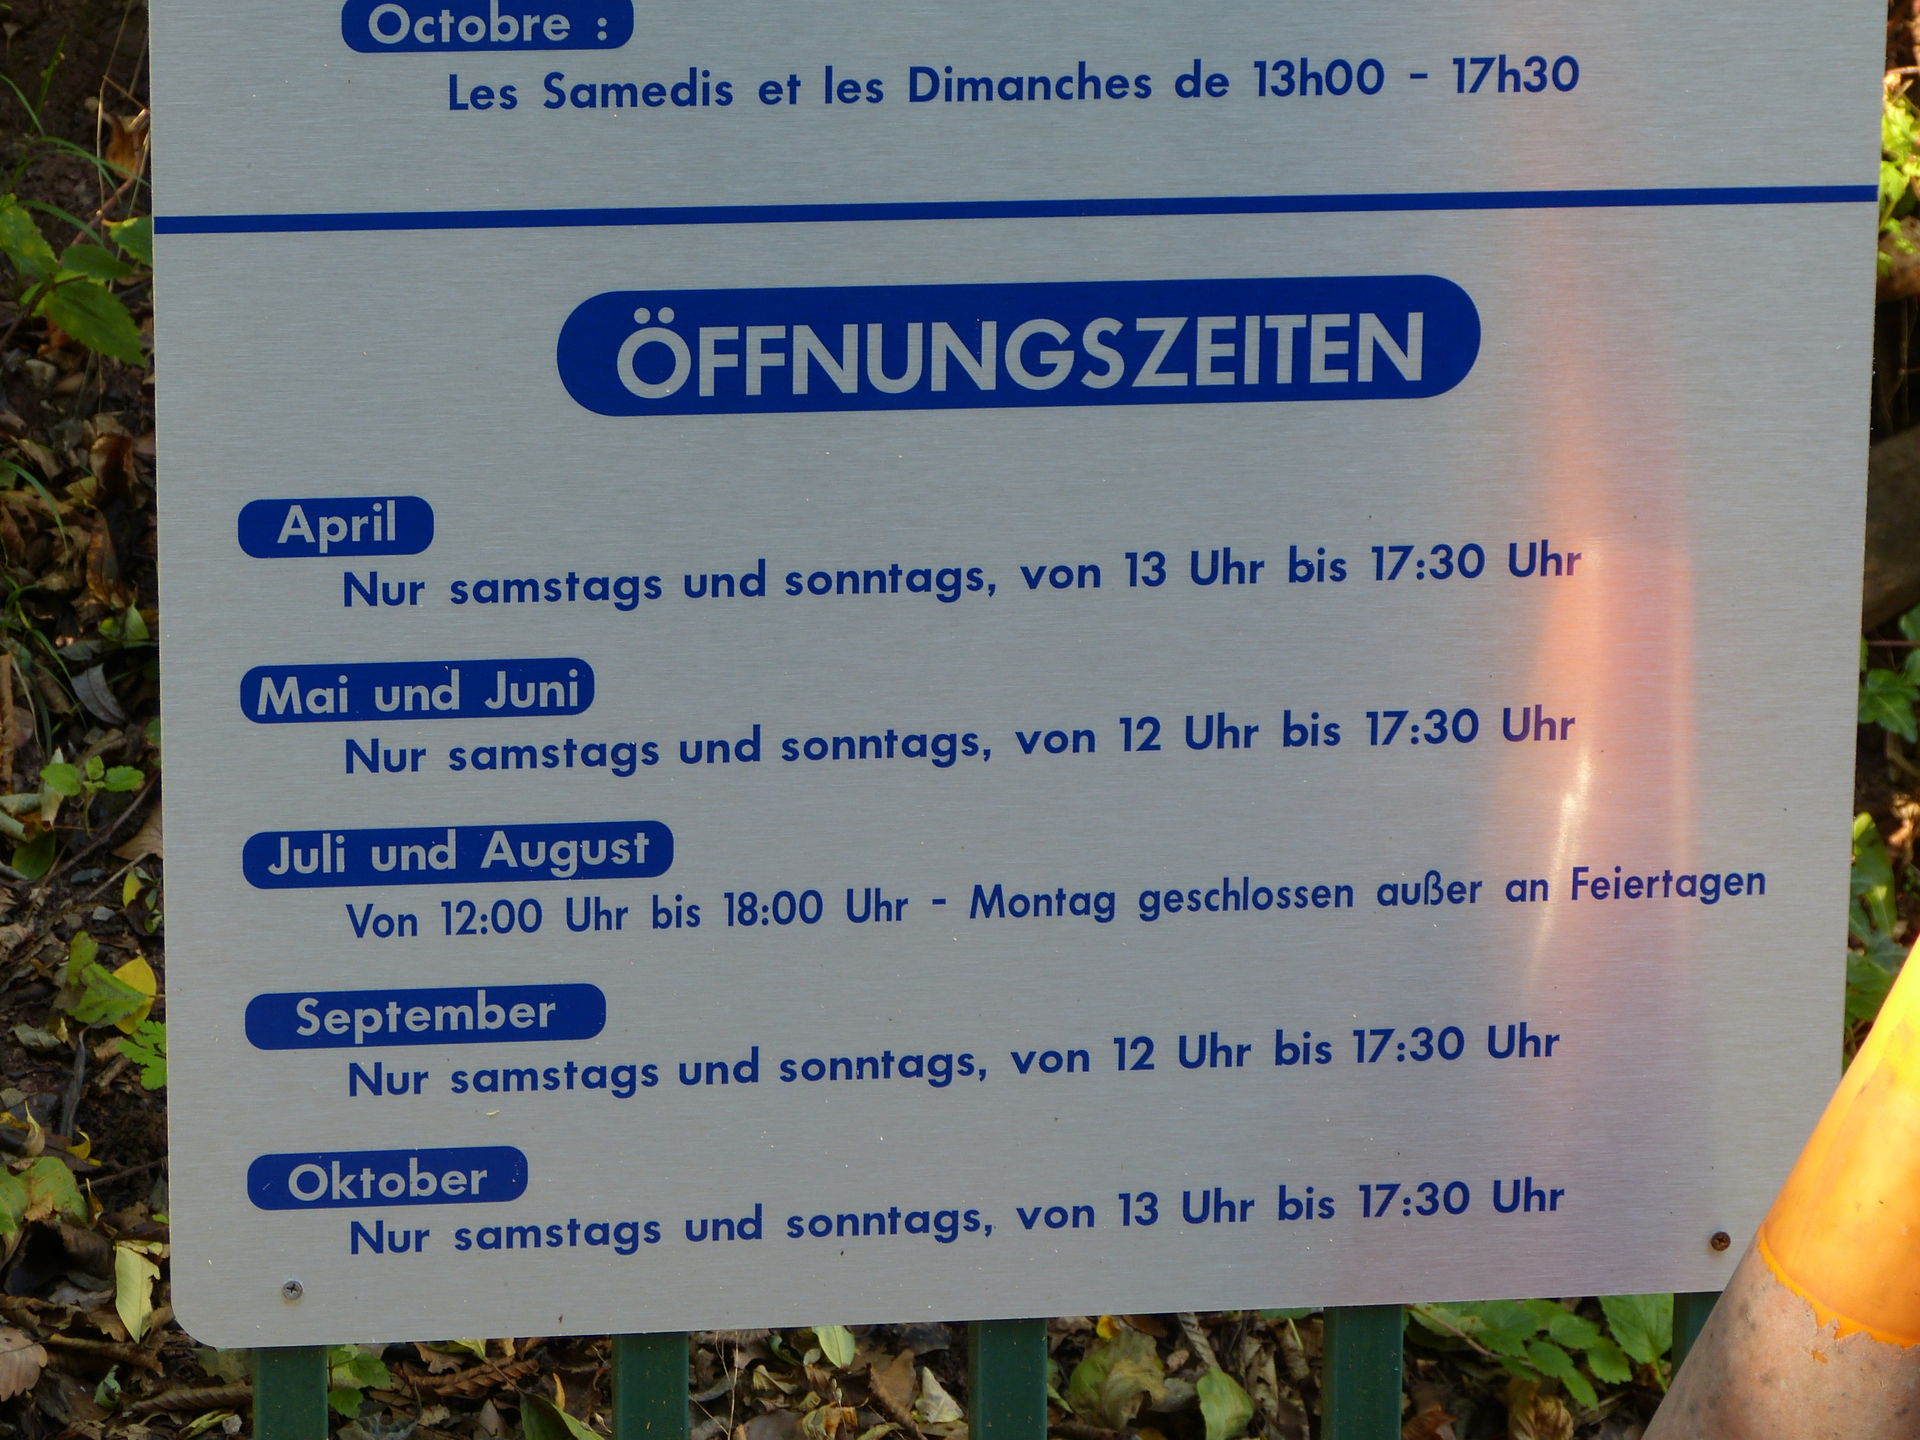 Octobre :
Les Samedis et les Dimanches de 13h00 - 17h30
ÖFFNUNGSZEITEN
April
Nur samstags und sonntags, von 13 Uhr bis 17:30 Uhr
Mai und Juni
Nur samstags und sonntags, von 12 Uhr bis 17:30 Uhr
Juli und August
Von 12:00 Uhr bis 18:00 Uhr - Montag geschlossen außer an Feiertagen
September
Nur samstags und sonntags, von 12 Uhr bis 17:30 Uhr
Oktober
Nur samstags und sonntags, von 13 Uhr bis 17:30 Uhr